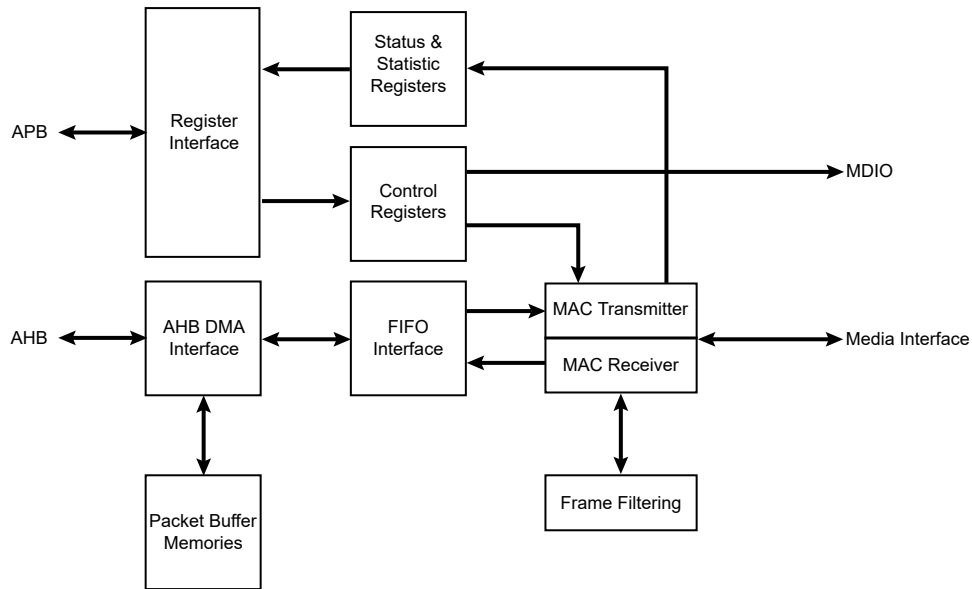 Status &
Statistic
Registers
APB
Register
Interface
Control
Registers
MDIO
AHB
AHB DMA
Interface
FIFO
Interface
MAC Transmitter
MAC Receiver
Media Interface
Packet Buffer
Memories
Frame Filtering